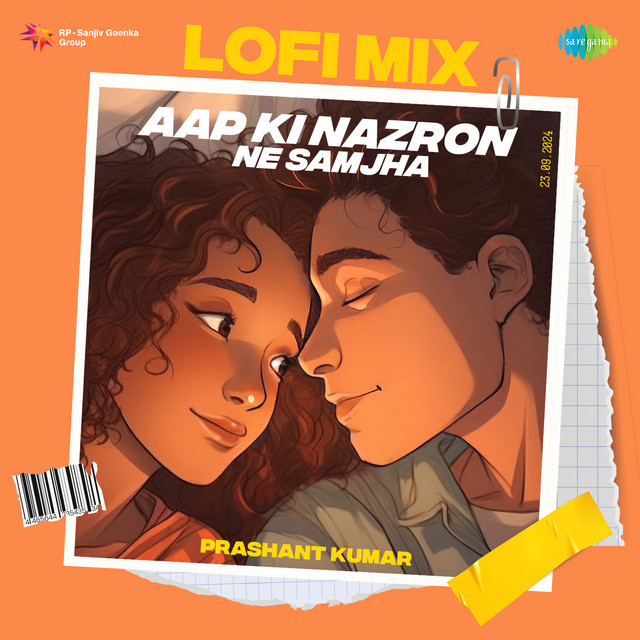 RP-Sanjiv Goenka
Group
saregama
LOFI MIX
AAP KI NAZRON
NE SAMJHA
23.09.2024
PRASHANT KUMAR